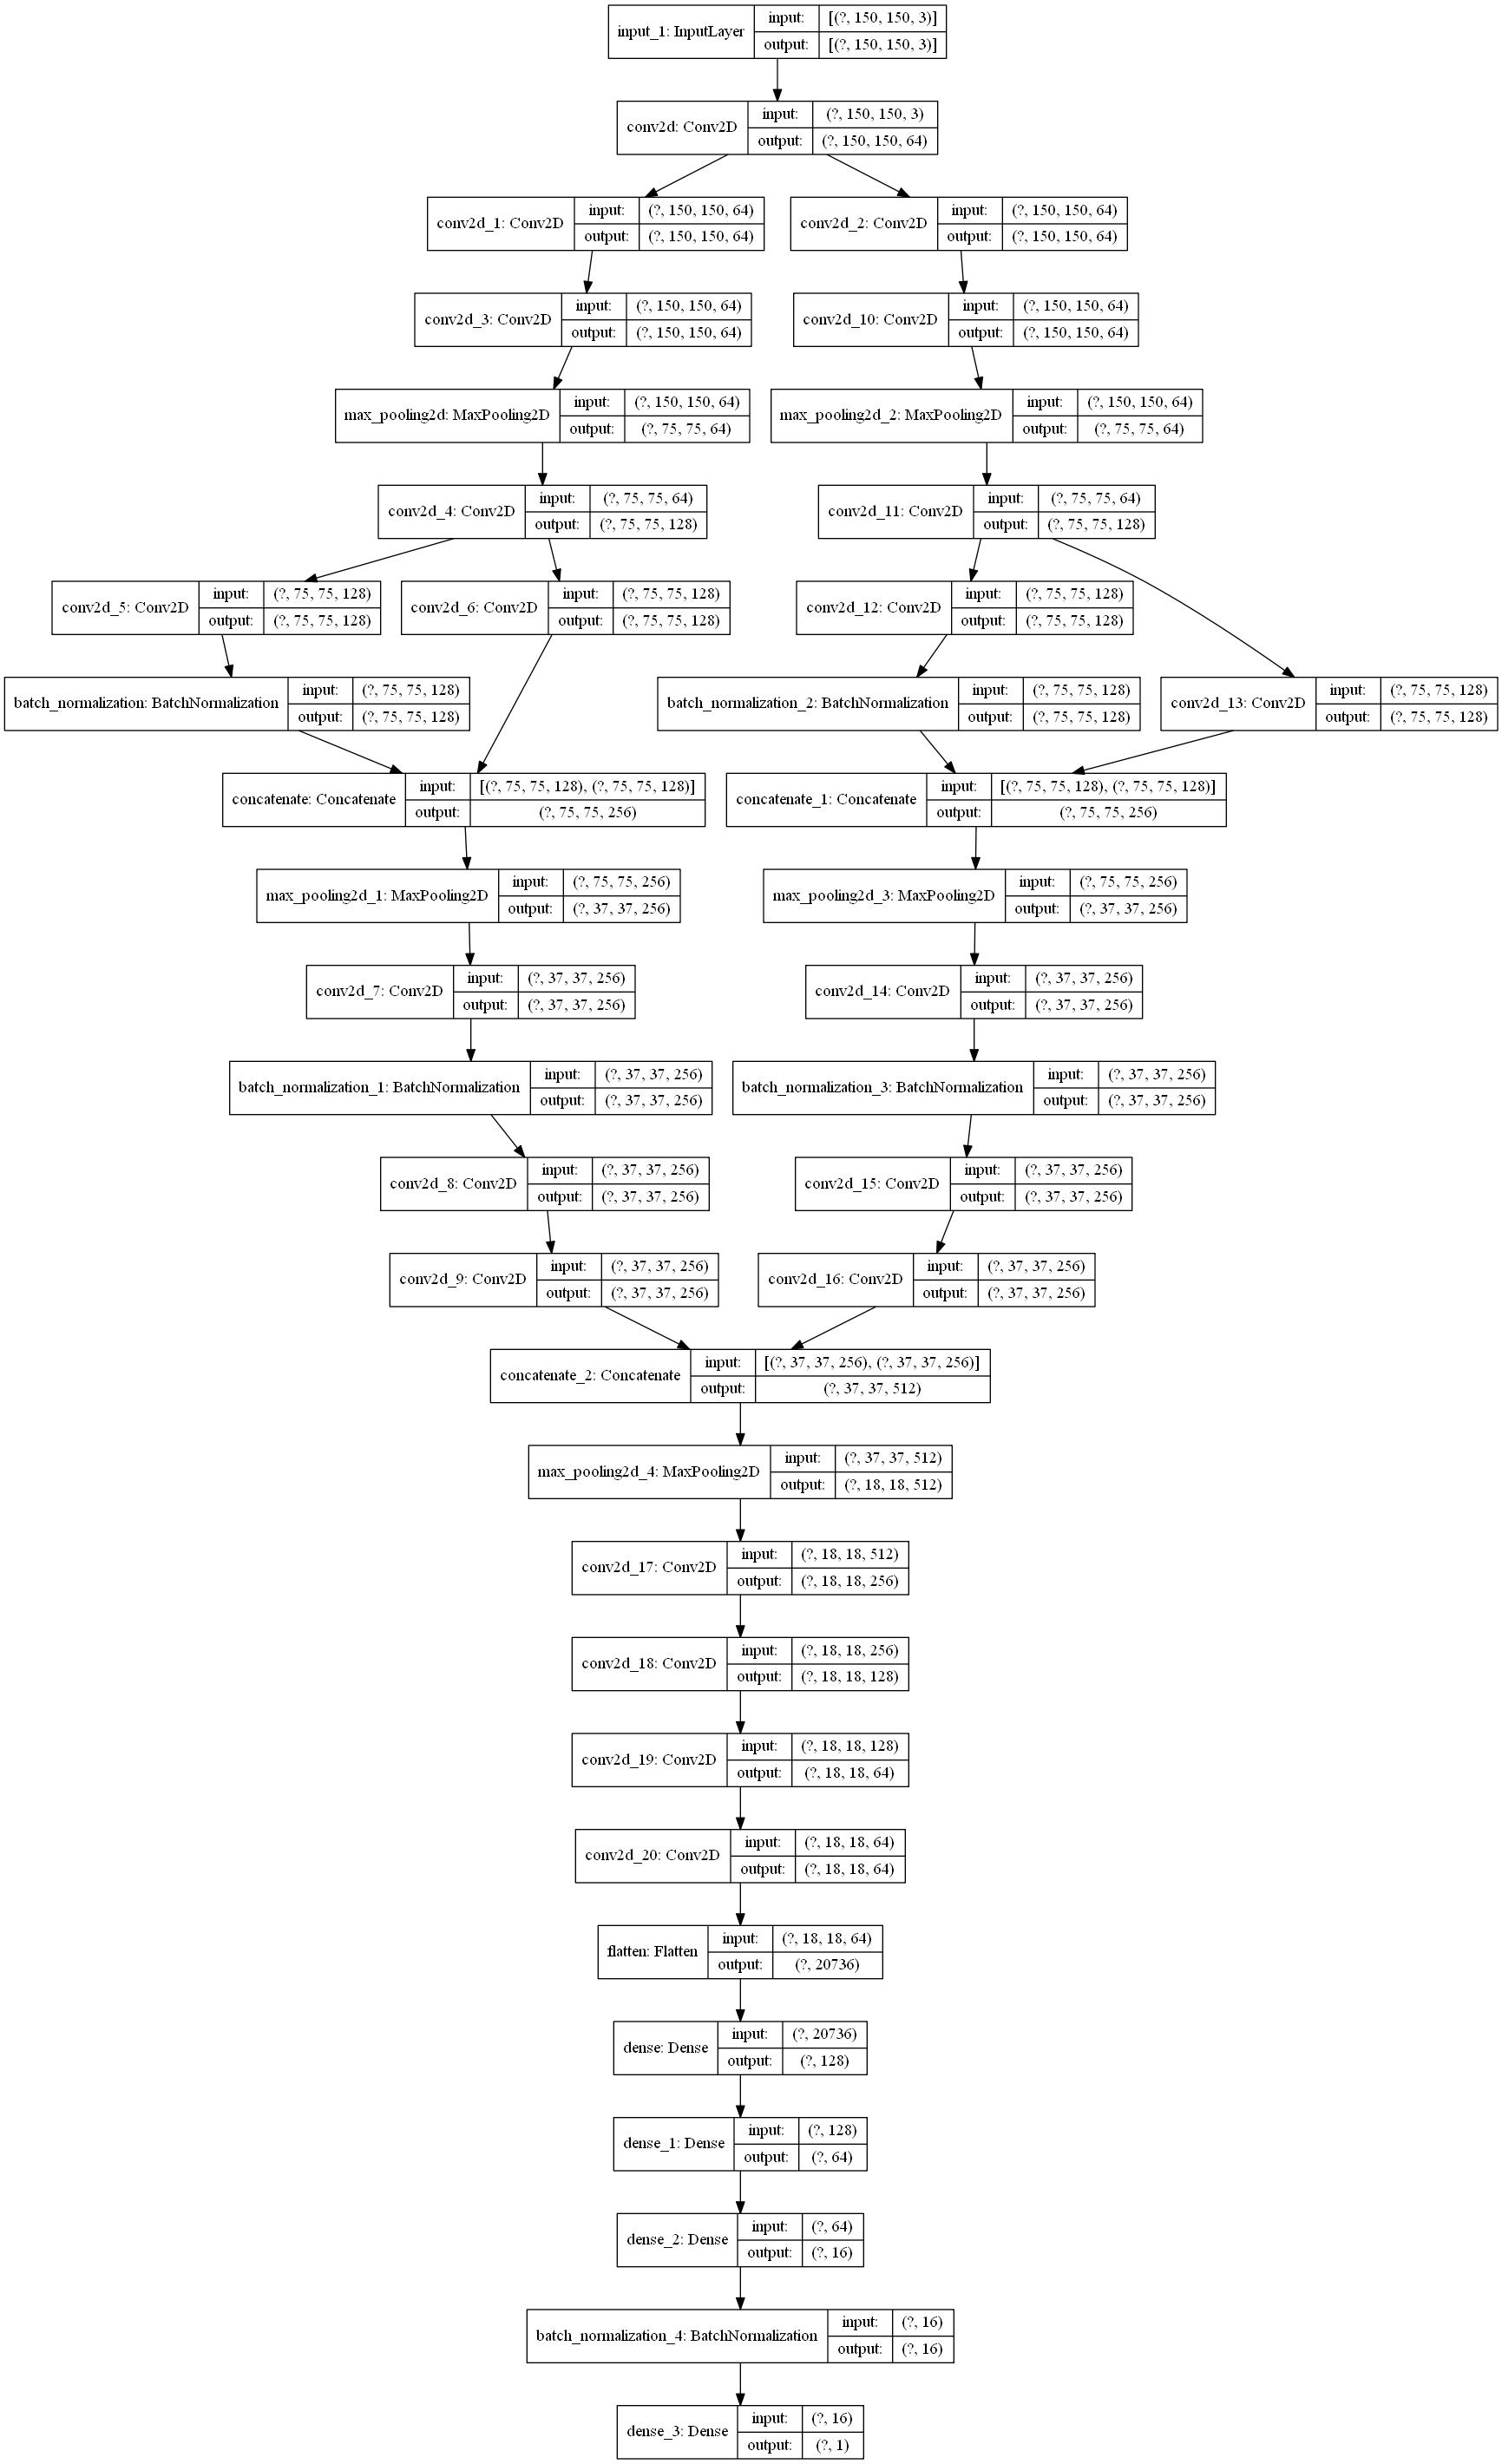 input_1: InputLayer
input: [(?, 150, 150, 3)]
output: [(?, 150, 150, 3)]
conv2d: Conv2D
input: (?, 150, 150, 3)
output: (?, 150, 150, 64)
conv2d_1: Conv2D
input: (?, 150, 150, 64)
output: (?, 150, 150, 64)
conv2d_2: Conv2D
input: (?, 150, 150, 64)
output: (?, 150, 150, 64)
conv2d_3: Conv2D
input: (?, 150, 150, 64)
output: (?, 150, 150, 64)
conv2d_10: Conv2D
input: (?, 150, 150, 64)
output: (?, 150, 150, 64)
max_pooling2d: MaxPooling2D
input: (?, 150, 150, 64)
output: (?, 75, 75, 64)
max_pooling2d_2: MaxPooling2D
input: (?, 150, 150, 64)
output: (?, 75, 75, 64)
conv2d_4: Conv2D
input: (?, 75, 75, 64)
output: (?, 75, 75, 128)
conv2d_11: Conv2D
input: (?, 75, 75, 64)
output: (?, 75, 75, 128)
conv2d_5: Conv2D
input: (?, 75, 75, 128)
output: (?, 75, 75, 128)
conv2d_6: Conv2D
input: (?, 75, 75, 128)
output: (?, 75, 75, 128)
conv2d_12: Conv2D
input: (?, 75, 75, 128)
output: (?, 75, 75, 128)
batch_normalization: BatchNormalization
input: (?, 75, 75, 128)
output: (?, 75, 75, 128)
batch_normalization_2: BatchNormalization
input: (?, 75, 75, 128)
output: (?, 75, 75, 128)
conv2d_13: Conv2D
input: (?, 75, 75, 128)
output: (?, 75, 75, 128)
concatenate: Concatenate
input: [(?, 75, 75, 128), (?, 75, 75, 128)]
output: (?, 75, 75, 256)
concatenate_1: Concatenate
input: [(?, 75, 75, 128), (?, 75, 75, 128)]
output: (?, 75, 75, 256)
max_pooling2d_1: MaxPooling2D
input: (?, 75, 75, 256)
output: (?, 37, 37, 256)
max_pooling2d_3: MaxPooling2D
input: (?, 75, 75, 256)
output: (?, 37, 37, 256)
conv2d_7: Conv2D
input: (?, 37, 37, 256)
output: (?, 37, 37, 256)
conv2d_14: Conv2D
input: (?, 37, 37, 256)
output: (?, 37, 37, 256)
batch_normalization_1: BatchNormalization
input: (?, 37, 37, 256)
output: (?, 37, 37, 256)
batch_normalization_3: BatchNormalization
input: (?, 37, 37, 256)
output: (?, 37, 37, 256)
conv2d_8: Conv2D
input: (?, 37, 37, 256)
output: (?, 37, 37, 256)
conv2d_15: Conv2D
input: (?, 37, 37, 256)
output: (?, 37, 37, 256)
conv2d_9: Conv2D
input: (?, 37, 37, 256)
output: (?, 37, 37, 256)
conv2d_16: Conv2D
input: (?, 37, 37, 256)
output: (?, 37, 37, 256)
concatenate_2: Concatenate
input: [(?, 37, 37, 256), (?, 37, 37, 256)]
output: (?, 37, 37, 512)
max_pooling2d_4: MaxPooling2D
input: (?, 37, 37, 512)
output: (?, 18, 18, 512)
conv2d_17: Conv2D
input: (?, 18, 18, 512)
output: (?, 18, 18, 256)
conv2d_18: Conv2D
input: (?, 18, 18, 256)
output: (?, 18, 18, 128)
conv2d_19: Conv2D
input: (?, 18, 18, 128)
output: (?, 18, 18, 64)
conv2d_20: Conv2D
input: (?, 18, 18, 64)
output: (?, 18, 18, 64)
flatten: Flatten
input: (?, 18, 18, 64)
output: (?, 20736)
dense: Dense
input: (?, 20736)
output: (?, 128)
dense_1: Dense
input: (?, 128)
output: (?, 64)
dense_2: Dense
input: (?, 64)
output: (?, 16)
batch_normalization_4: BatchNormalization
input: (?, 16)
output: (?, 16)
dense_3: Dense
input: (?, 16)
output: (?, 1)